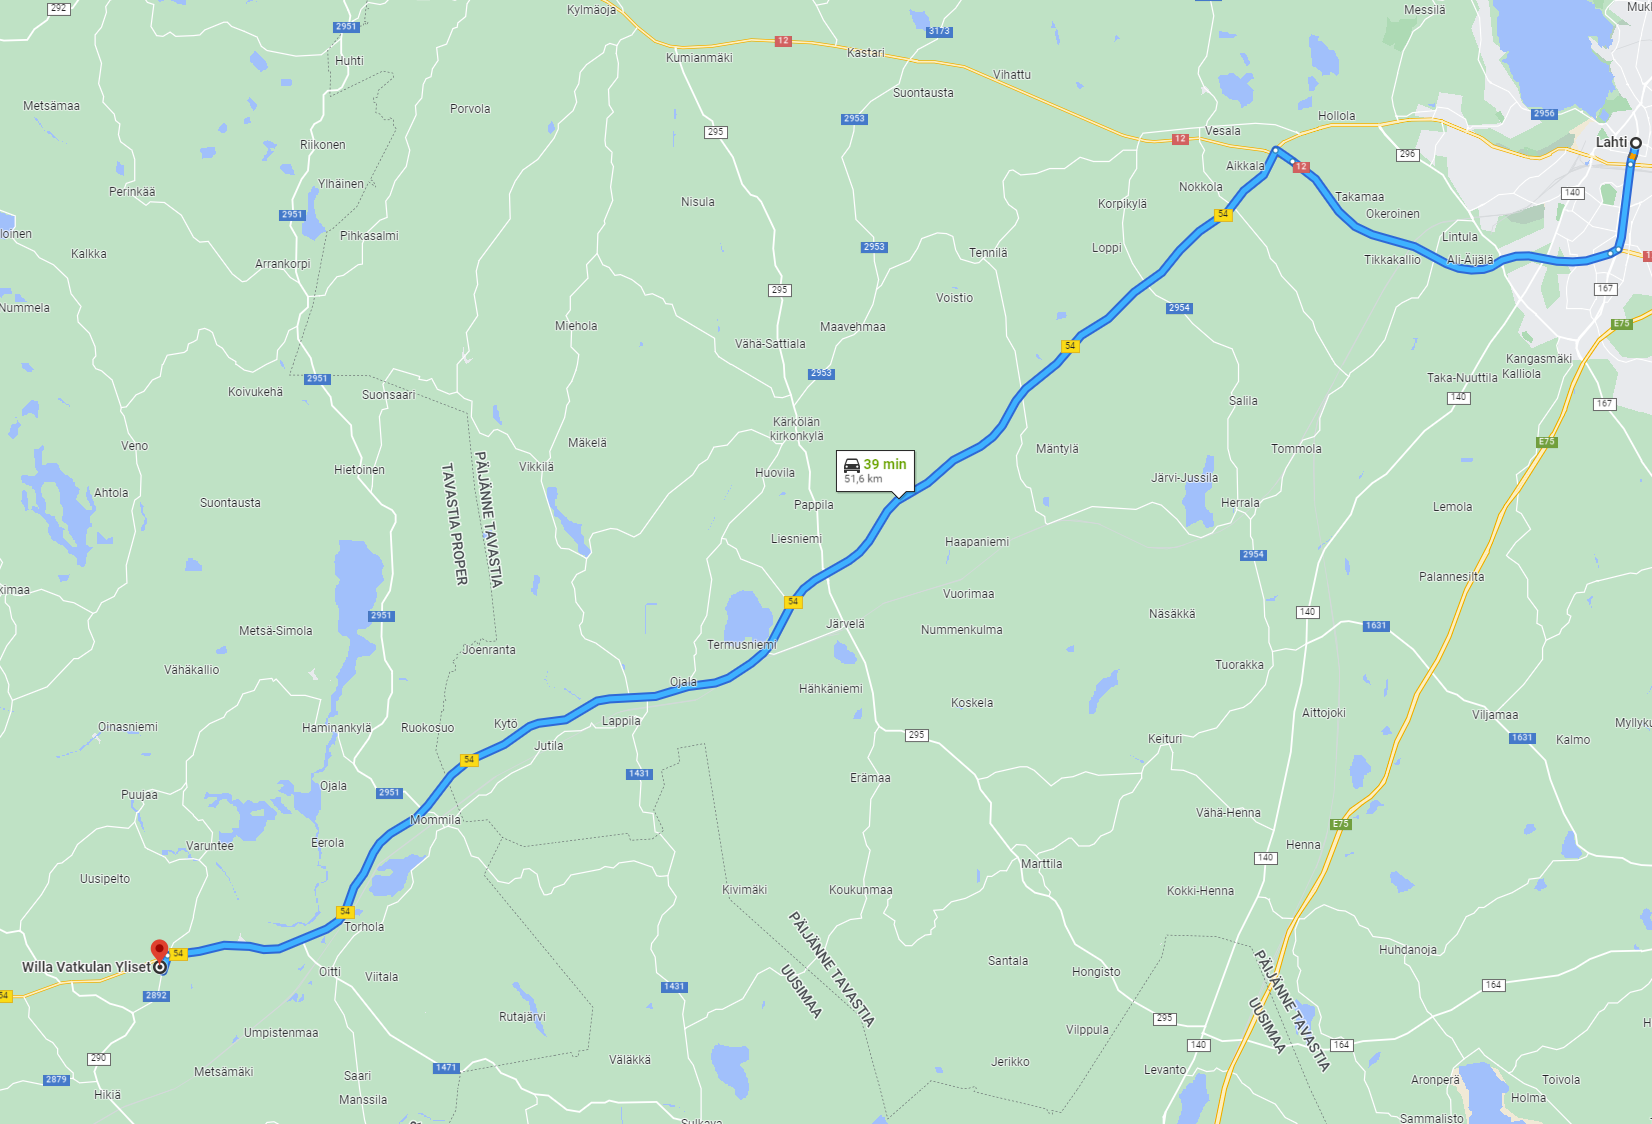 292
Kylmäoja
Messilä
2951
3173
12
Kastari
Kumianmäki
Huhti
Vihattu
Suontausta
Metsämaa
Porvola
2953
2956
Hollola
295
Vesala
12
Lahti
Riikonen
296
Aikkala
12
Ylhäinen
Nokkola
Perinkää
140
Takamaa
Nisula
Korpikylä
2951
54
Okeroinen
loinen
Pihkasalmi
Lintula
Kalkka
2953
Loppi
Tennilä
Arrankorpi
Tikkakallio
Ali-Äijälä
295
167
Voistio
Nummela
2954
E75
Miehola
Maavehmaa
Vähä-Sattiala
54
Kangasmäki
Kalliola
2951
2953
Taka-Nuuttila
Koivukehä
Suonsaari
140
Salila
167
Kärkölän
kirkonkylä
Veno
Mäkelä
E75
Mäntylä
Tommola
PÄIJÄNNE TAVASTIA
TAVASTIA PROPER
Vikkilä
39 min
51,6 km
Hietoinen
Huovila
Järvi-Jussila
Ahtola
Suontausta
Pappila
Herrala
Lemola
Liesniemi
Haapaniemi
2954
Palannesilta
kimaa
Vuorimaa
54
2951
Näsäkkä
140
Järvelä
1631
Metsä-Simola
Nummenkulma
Termusniemi
Joenranta
Vähäkallio
Tuorakka
Ojala
Hähkäniemi
Koskela
Oinasniemi
Haminankylä
Ruokosuo
Kytö
Lappila
Aittojoki
Viljamaa
Myllyku
295
Jutila
Keituri
1631
Kalmo
54
1431
Erämaa
Ojala
2951
Puujaa
Mommila
Vähä-Henna
E75
Varuntee
Eerola
Henna
140
Marttila
Uusipelto
Kivimäki
Koukunmaa
Kokki-Henna
54
Torhola
PÄIJÄNNE TAVASTIA
UUSIMAA
Huhdanoja
54
Willa Vatkulan Yliset
Oitti
Viitala
Santala
Hongisto
PÄIJÄNNE TAVASTIA
UUSIMAA
54
2892
1431
164
Rutajärvi
295
Umpistenmaa
Vilppula
140
164
290
Väläkkä
Jerikko
1471
Levanto
2879
Metsämäki
Saari
Aronperä
Toivola
Hikiä
Manssila
Holma
Sammalisto